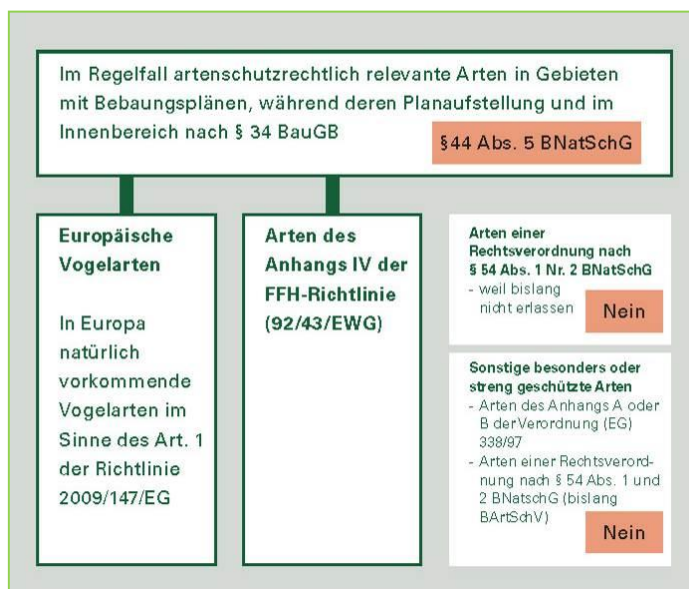 Im Regelfall artenschutzrechtlich relevante Arten in Gebieten
mit Bebaungsplänen, während deren Planaufstellung und im
Innenbereich nach § 34 BauGB
§44 Abs. 5 BNatSchG
Europäische
Vogelarten
In Europa
natürlich
vorkommende
Vogelarten im
Sinne des Art. 1
der Richtlinie
2009/147/EG
Arten des
Anhangs IV der
FFH-Richtlinie
(92/43/EWG)
Arten einer
Rechtsverordnung nach
§ 54 Abs. 1 Nr. 2 BNatSchG
- weil bislang
nicht erlassen
Nein
Sonstige besonders oder
streng geschützte Arten
- Arten des Anhangs A oder
B der Verordnung (EG)
338/97
- Arten einer Rechtsverord-
nung nach § 54 Abs. 1 und
2 BNatschG (bislang
BArtSchV)
Nein